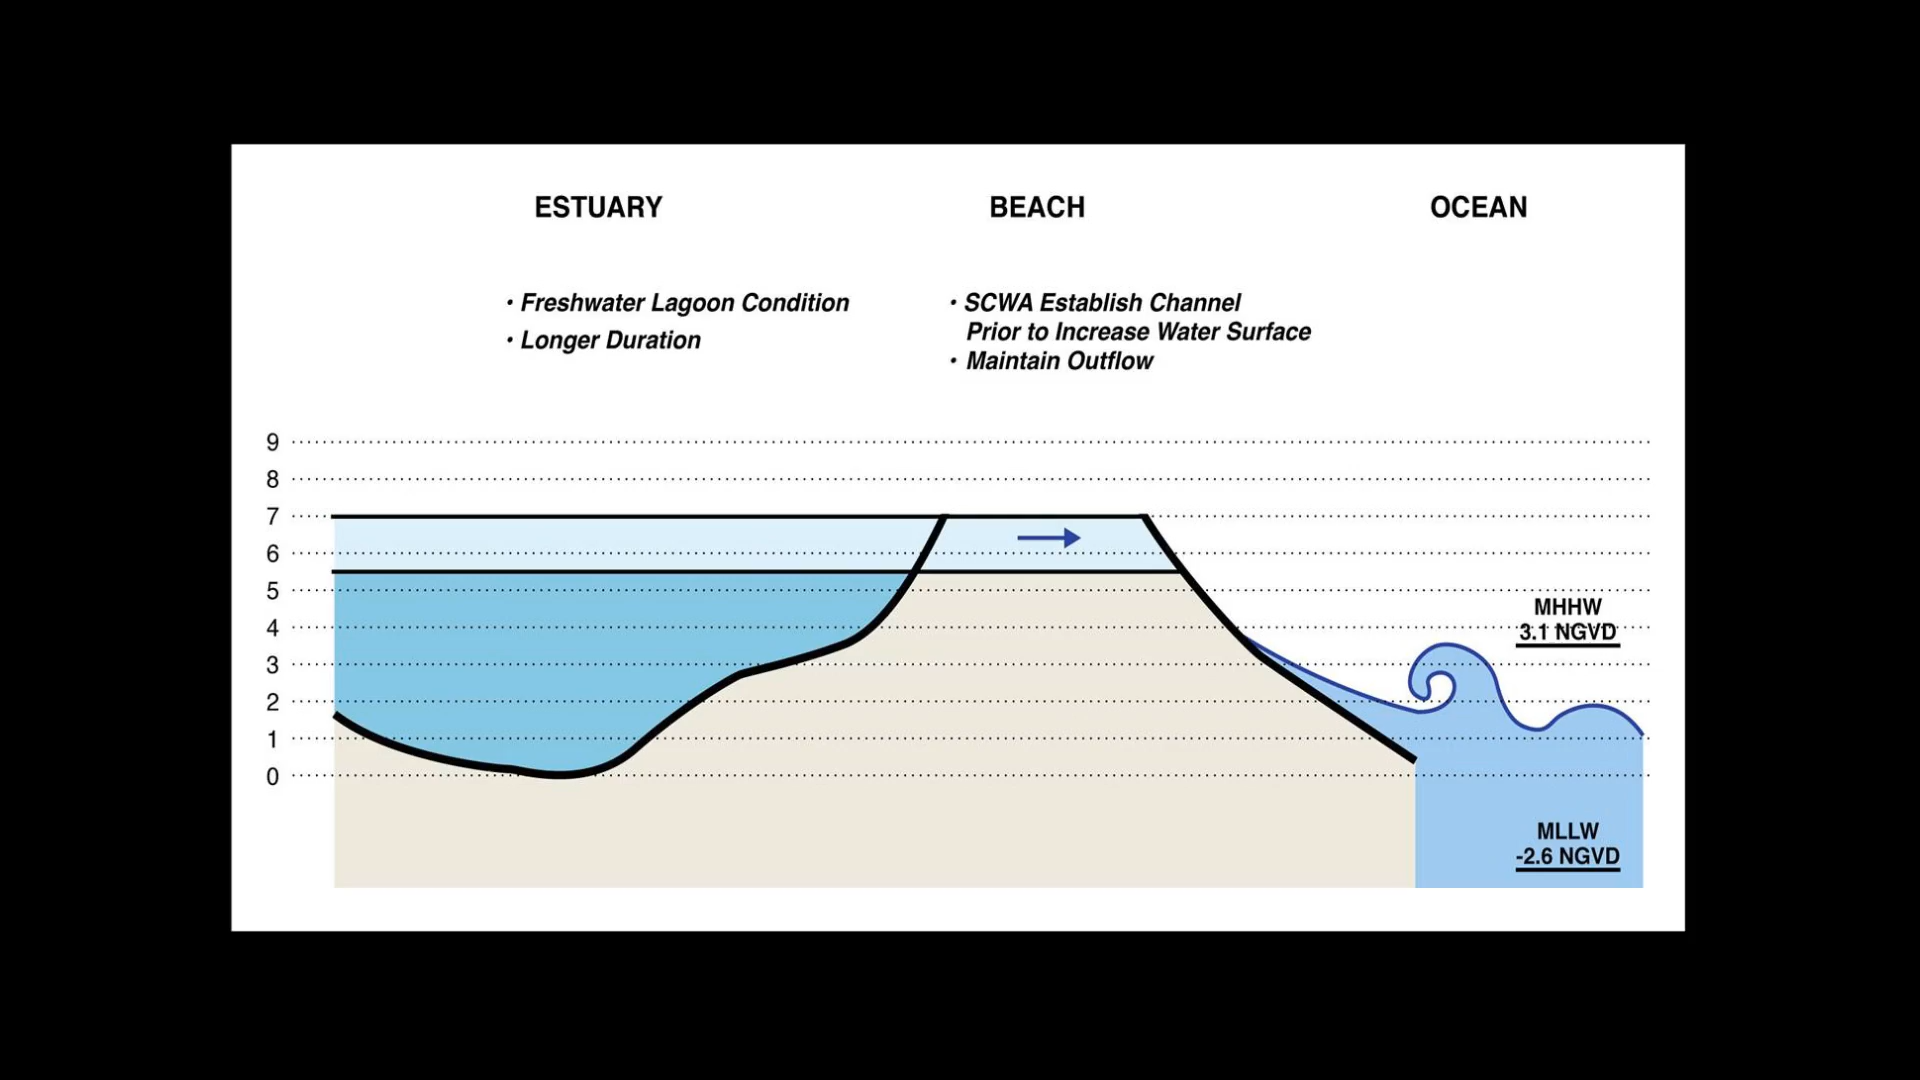 ESTUARY
BEACH
OCEAN
• Freshwater Lagoon Condition
• Longer Duration
• SCWA Establish Channel
Prior to Increase Water Surface
• Maintain Outflow
9
8
7
6
5
4
3
2
1
0
MHHW
3.1 NGVD
MLLW
-2.6 NGVD